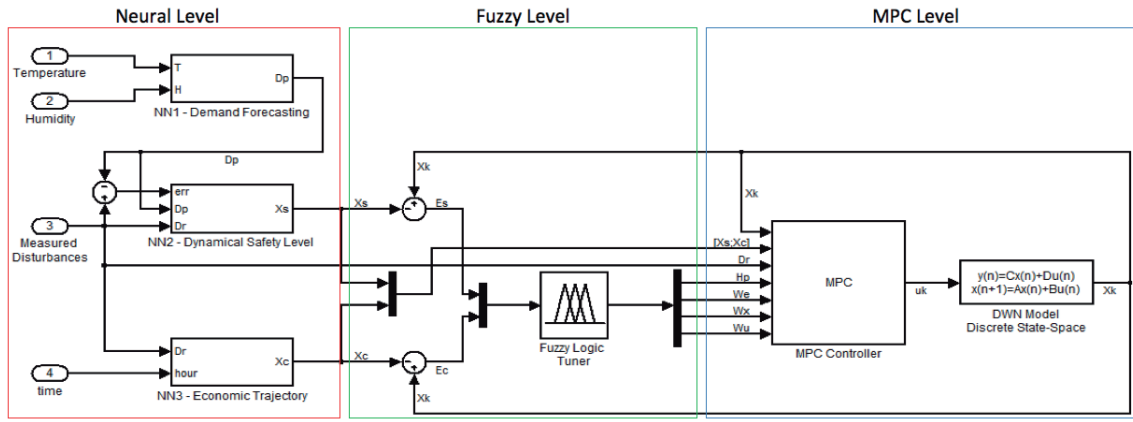 Neural Level
Fuzzy Level
MPC Level
1
Temperature
2
Humidity
T
H
Dp
NN1 - Demand Forecasting
Dp
err
Dp
Dr
Xs
NN2 - Dynamical Safety Level
3
Measured
Disturbances
Dr
hour
Xc
NN3 - Economic Trajectory
4
time
Xk
Xs
Es
Xc
Ec
Xk
Fuzzy Logic
Tuner
Xk
[Xs;Xc]
Dr
Hp
We
Wx
Wu
MPC
MPC Controller
uk
y(n)=Cx(n)+Du(n)
x(n+1)=Ax(n)+Bu(n)
Xk
DWN Model
Discrete State-Space